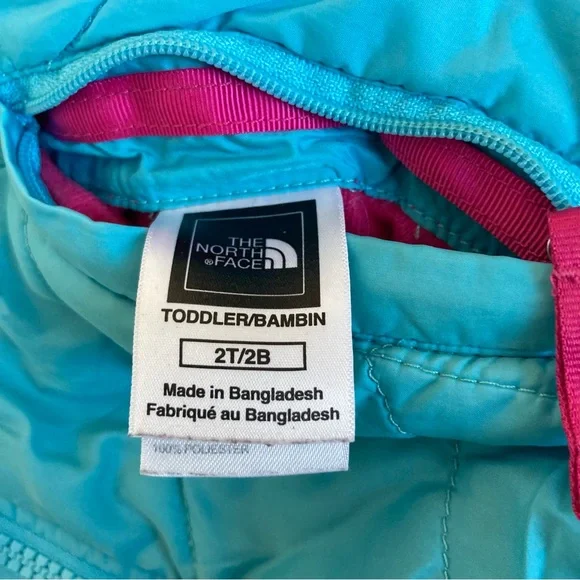 THE
NORTH
FACE
TODDLER/BAMBIN
2T/2B
Made in Bangladesh
Fabriqué au Bangladesh
100% POLYESTER